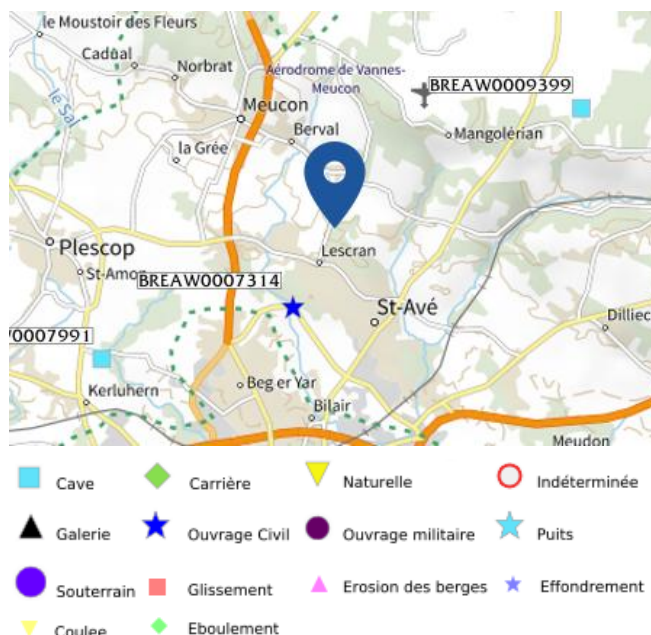 le Moustoir des Fleurs
Cadual
Norbrat
le Sal
Aérodrome de Vannes-
Meucon
BREAW0009399
Meucon
Berval
Mangolérian
la Grée
Plescop
St-Amon
Lescran
BREAW0007314
W0007991
St-Avé
Dilliec
Beg er Yar
Kerluhern
Bilair
Meudon
Cave
Carrière
Naturelle
Indéterminée
Galerie
Ouvrage Civil
Ouvrage militaire
Puits
Souterrain
Glissement
Erosion des berges
Effondrement
Coulee
Eboulement